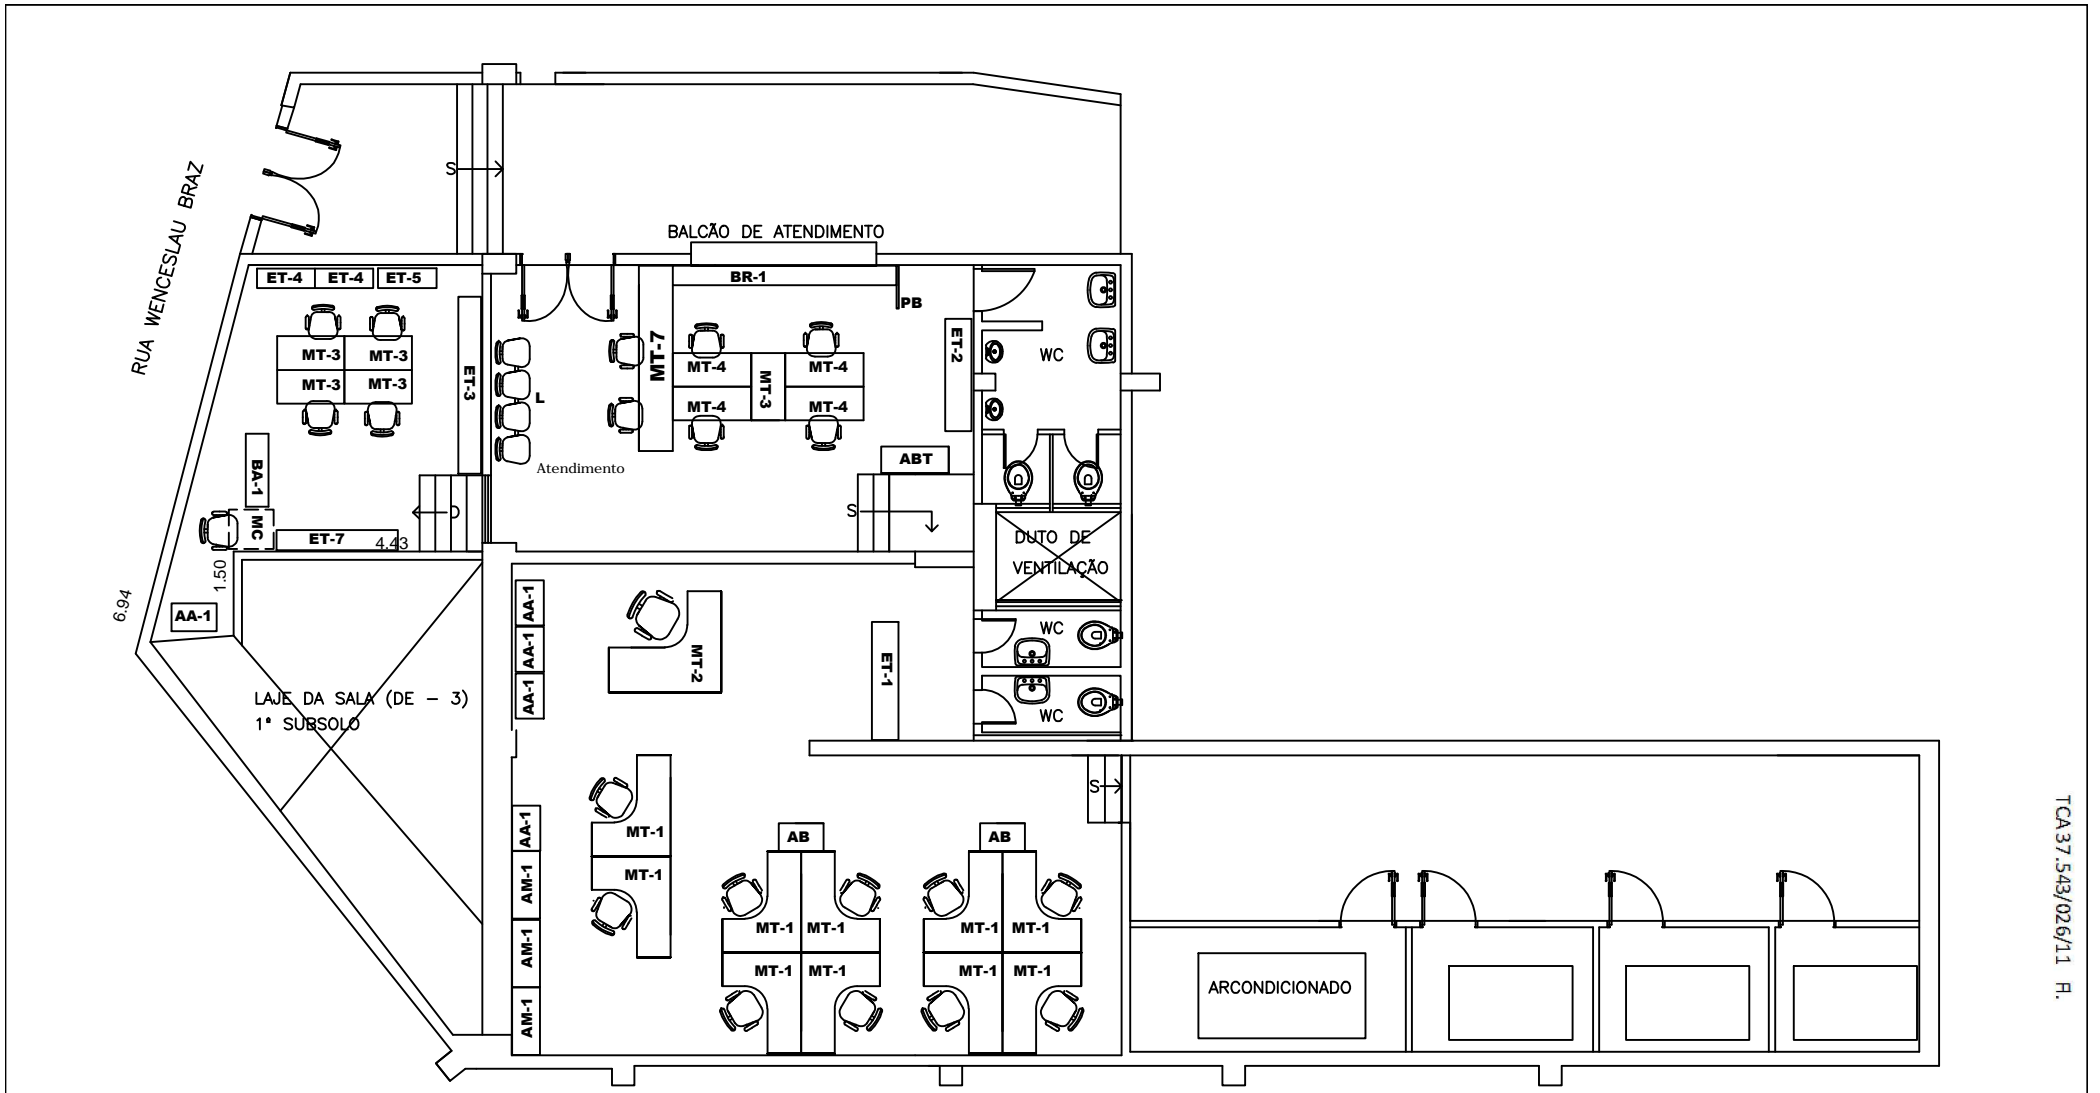 RUA WENCESLAU BRAZ
S
BALCÃO DE ATENDIMENTO
ET-4
ET-4
ET-5
BR-1
PB
MT-3
MT-3
MT-3
MT-3
ET-3
L
MT-7
MT-4
MT-4
MT-3
MT-4
MT-4
ET-2
WC
Atendimento
ABT
BA-1
MC
ET-7
4.43
D
S
DUTO DE
VENTILAÇÃO
1.50
6.94
AA-1
AA-1
AA-1
AA-1
MT-2
ET-1
WC
WC
LAJE DA SALA (DE – 3)
1º SUBSOLO
S
AA-1
AM-1
AM-1
AM-1
MT-1
MT-1
AB
AB
MT-1
MT-1
MT-1
MT-1
MT-1
MT-1
MT-1
MT-1
ARCONDICIONADO
TCA 37.543/026/11 Fl.